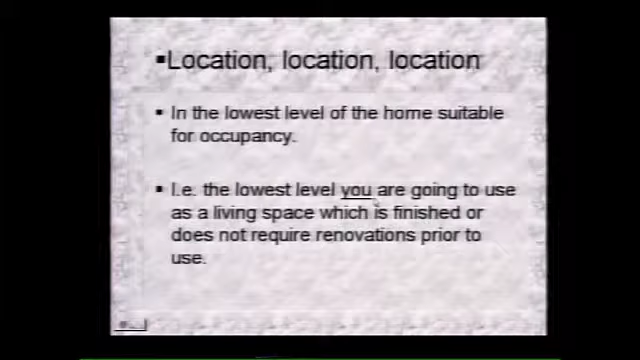 ▪Location, location, location
▪ In the lowest level of the home suitable
for occupancy.
▪ I.e. the lowest level you are going to use
as a living space which is finished or
does not require renovations prior to
use.